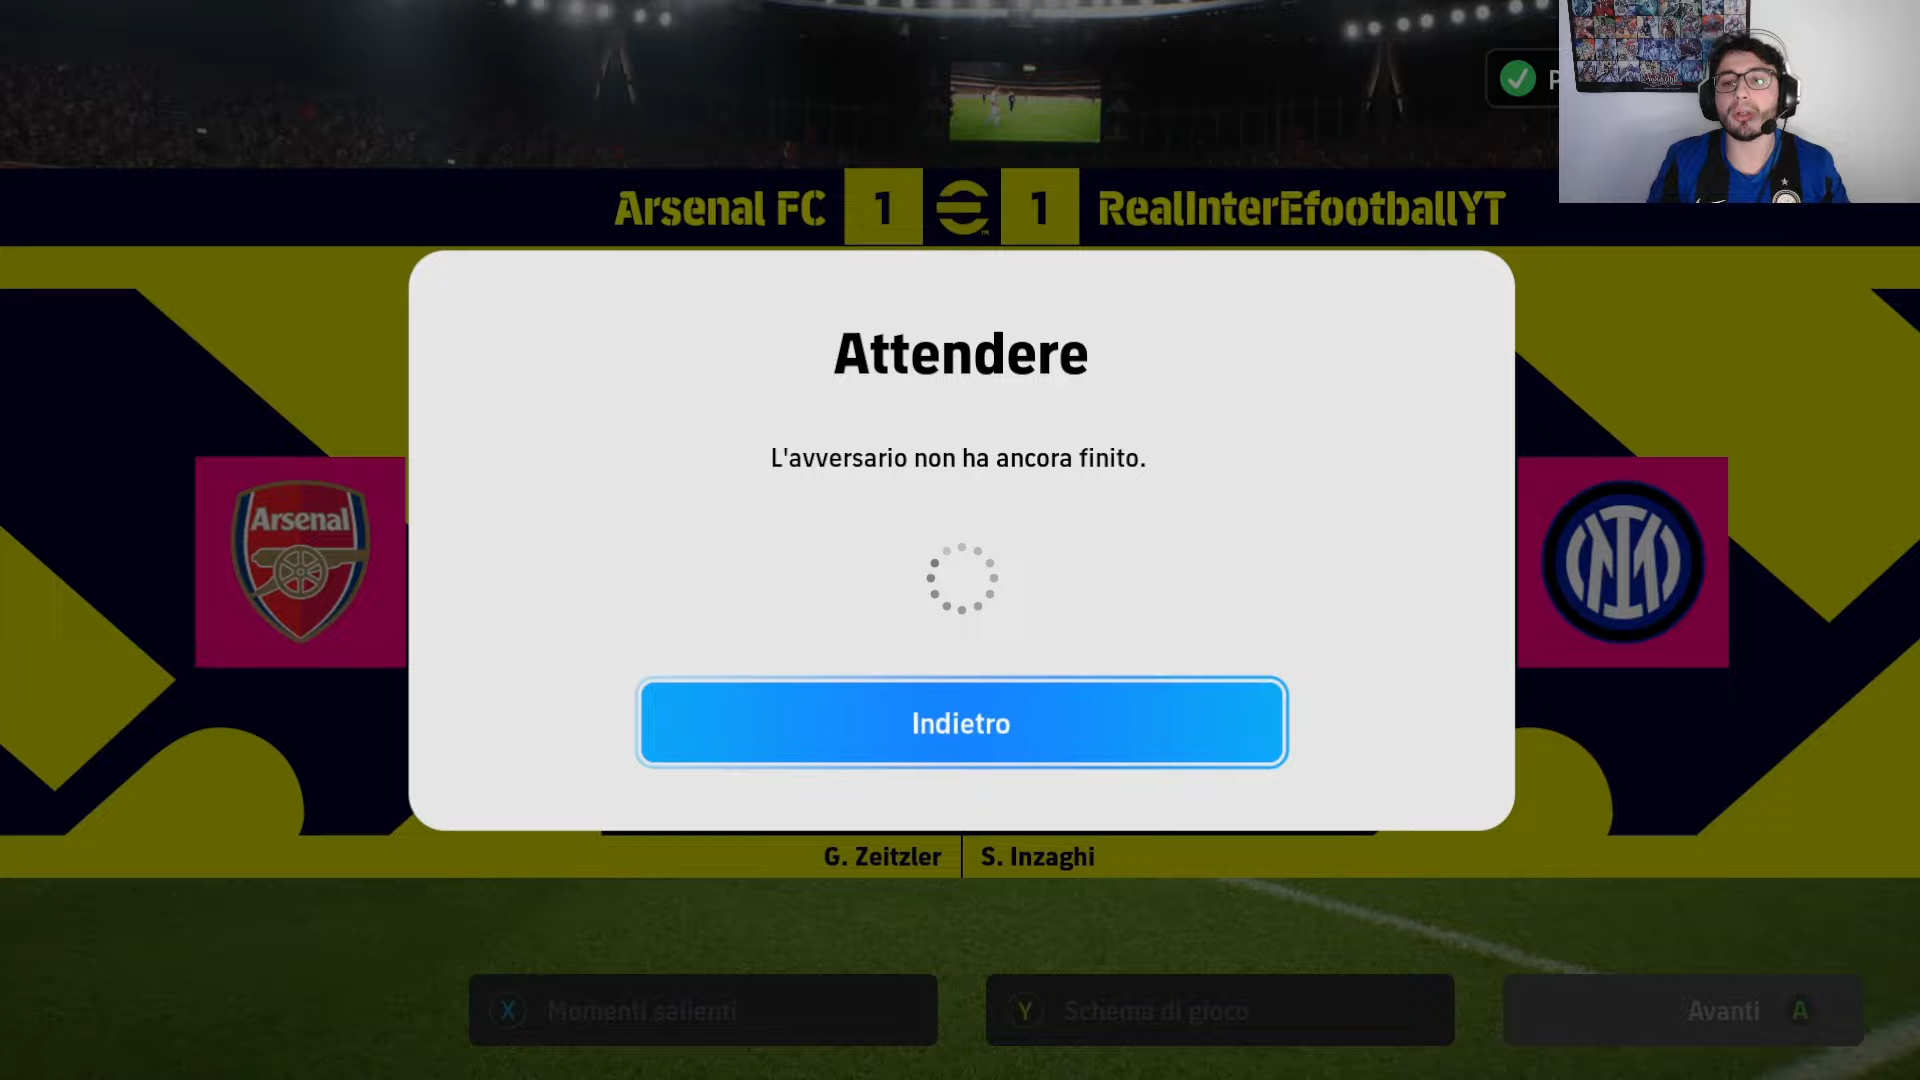 P
Arsenal FC 1 1 RealInterEfootballYT
Attendere
L'avversario non ha ancora finito.
Arsenal
Indietro
G. Zeitzler S. Inzaghi
X Momenti salienti
Y Schema di gioco
Avanti A